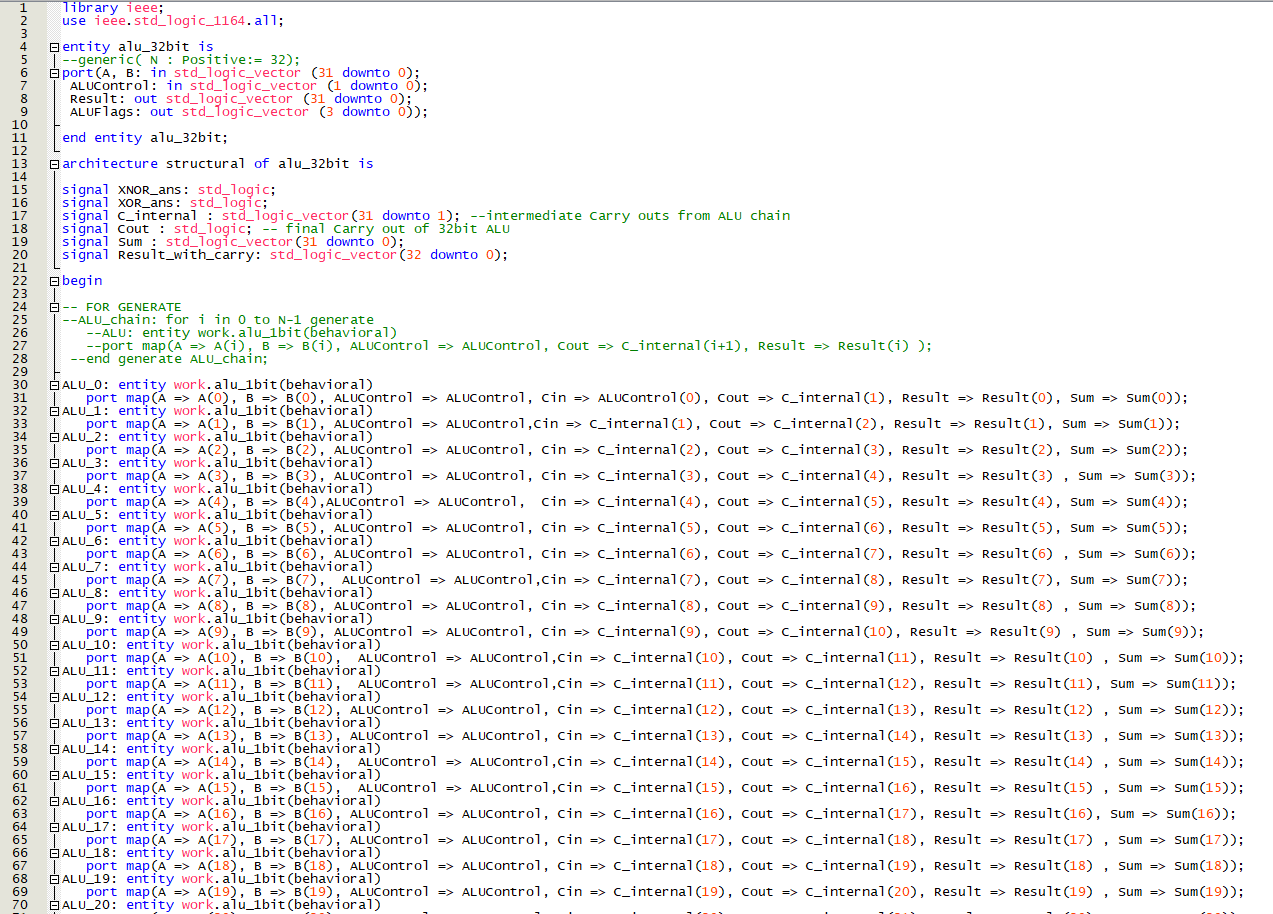 1 library ieee;
2 use ieee.std_logic_1164.all;
3
4 entity alu_32bit is
5 --generic( N : Positive:= 32);
6 port(A, B: in std_logic_vector (31 downto 0);
7 ALUControl: in std_logic_vector (1 downto 0);
8 Result: out std_logic_vector (31 downto 0);
9 ALUFlags: out std_logic_vector (3 downto 0));
10
11 end entity alu_32bit;
12
13 architecture structural of alu_32bit is
14
15 signal XNOR_ans: std_logic;
16 signal XOR_ans: std_logic;
17 signal C_internal : std_logic_vector(31 downto 1); --intermediate Carry outs from ALU chain
18 signal Cout : std_logic; -- final Carry out of 32bit ALU
19 signal Sum : std_logic_vector(31 downto 0);
20 signal Result_with_carry: std_logic_vector(32 downto 0);
21
22 begin
23
24 -- FOR GENERATE
25 --ALU_chain: for i in 0 to N-1 generate
26 --ALU: entity work.alu_1bit(behavioral)
27 --port map(A => A(i), B => B(i), ALUControl => ALUControl, Cout => C_internal(i+1), Result => Result(i) );
28 --end generate ALU_chain;
29
30 ALU_0: entity work.alu_1bit(behavioral)
31 port map(A => A(0), B => B(0), ALUControl => ALUControl, Cin => ALUControl(0), Cout => C_internal(1), Result => Result(0), Sum => Sum(0));
32 ALU_1: entity work.alu_1bit(behavioral)
33 port map(A => A(1), B => B(1), ALUControl => ALUControl,Cin => C_internal(1), Cout => C_internal(2), Result => Result(1), Sum => Sum(1));
34 ALU_2: entity work.alu_1bit(behavioral)
35 port map(A => A(2), B => B(2), ALUControl => ALUControl, Cin => C_internal(2), Cout => C_internal(3), Result => Result(2), Sum => Sum(2));
36 ALU_3: entity work.alu_1bit(behavioral)
37 port map(A => A(3), B => B(3), ALUControl => ALUControl, Cin => C_internal(3), Cout => C_internal(4), Result => Result(3) , Sum => Sum(3));
38 ALU_4: entity work.alu_1bit(behavioral)
39 port map(A => A(4), B => B(4),ALUControl => ALUControl,  Cin => C_internal(4), Cout => C_internal(5), Result => Result(4), Sum => Sum(4));
40 ALU_5: entity work.alu_1bit(behavioral)
41 port map(A => A(5), B => B(5), ALUControl => ALUControl, Cin => C_internal(5), Cout => C_internal(6), Result => Result(5), Sum => Sum(5));
42 ALU_6: entity work.alu_1bit(behavioral)
43 port map(A => A(6), B => B(6), ALUControl => ALUControl, Cin => C_internal(6), Cout => C_internal(7), Result => Result(6) , Sum => Sum(6));
44 ALU_7: entity work.alu_1bit(behavioral)
45 port map(A => A(7), B => B(7),  ALUControl => ALUControl,Cin => C_internal(7), Cout => C_internal(8), Result => Result(7), Sum => Sum(7));
46 ALU_8: entity work.alu_1bit(behavioral)
47 port map(A => A(8), B => B(8), ALUControl => ALUControl, Cin => C_internal(8), Cout => C_internal(9), Result => Result(8) , Sum => Sum(8));
48 ALU_9: entity work.alu_1bit(behavioral)
49 port map(A => A(9), B => B(9), ALUControl => ALUControl, Cin => C_internal(9), Cout => C_internal(10), Result => Result(9) , Sum => Sum(9));
50 ALU_10: entity work.alu_1bit(behavioral)
51 port map(A => A(10), B => B(10),  ALUControl => ALUControl,Cin => C_internal(10), Cout => C_internal(11), Result => Result(10) , Sum => Sum(10));
52 ALU_11: entity work.alu_1bit(behavioral)
53 port map(A => A(11), B => B(11),  ALUControl => ALUControl,Cin => C_internal(11), Cout => C_internal(12), Result => Result(11), Sum => Sum(11));
54 ALU_12: entity work.alu_1bit(behavioral)
55 port map(A => A(12), B => B(12), ALUControl => ALUControl, Cin => C_internal(12), Cout => C_internal(13), Result => Result(12) , Sum => Sum(12));
56 ALU_13: entity work.alu_1bit(behavioral)
57 port map(A => A(13), B => B(13), ALUControl => ALUControl, Cin => C_internal(13), Cout => C_internal(14), Result => Result(13) , Sum => Sum(13));
58 ALU_14: entity work.alu_1bit(behavioral)
59 port map(A => A(14), B => B(14),  ALUControl => ALUControl,Cin => C_internal(14), Cout => C_internal(15), Result => Result(14) , Sum => Sum(14));
60 ALU_15: entity work.alu_1bit(behavioral)
61 port map(A => A(15), B => B(15),  ALUControl => ALUControl,Cin => C_internal(15), Cout => C_internal(16), Result => Result(15) , Sum => Sum(15));
62 ALU_16: entity work.alu_1bit(behavioral)
63 port map(A => A(16), B => B(16), ALUControl => ALUControl, Cin => C_internal(16), Cout => C_internal(17), Result => Result(16), Sum => Sum(16));
64 ALU_17: entity work.alu_1bit(behavioral)
65 port map(A => A(17), B => B(17), ALUControl => ALUControl, Cin => C_internal(17), Cout => C_internal(18), Result => Result(17) , Sum => Sum(17));
66 ALU_18: entity work.alu_1bit(behavioral)
67 port map(A => A(18), B => B(18), ALUControl => ALUControl, Cin => C_internal(18), Cout => C_internal(19), Result => Result(18) , Sum => Sum(18));
68 ALU_19: entity work.alu_1bit(behavioral)
69 port map(A => A(19), B => B(19), ALUControl => ALUControl, Cin => C_internal(19), Cout => C_internal(20), Result => Result(19) , Sum => Sum(19));
70 ALU_20: entity work.alu_1bit(behavioral)